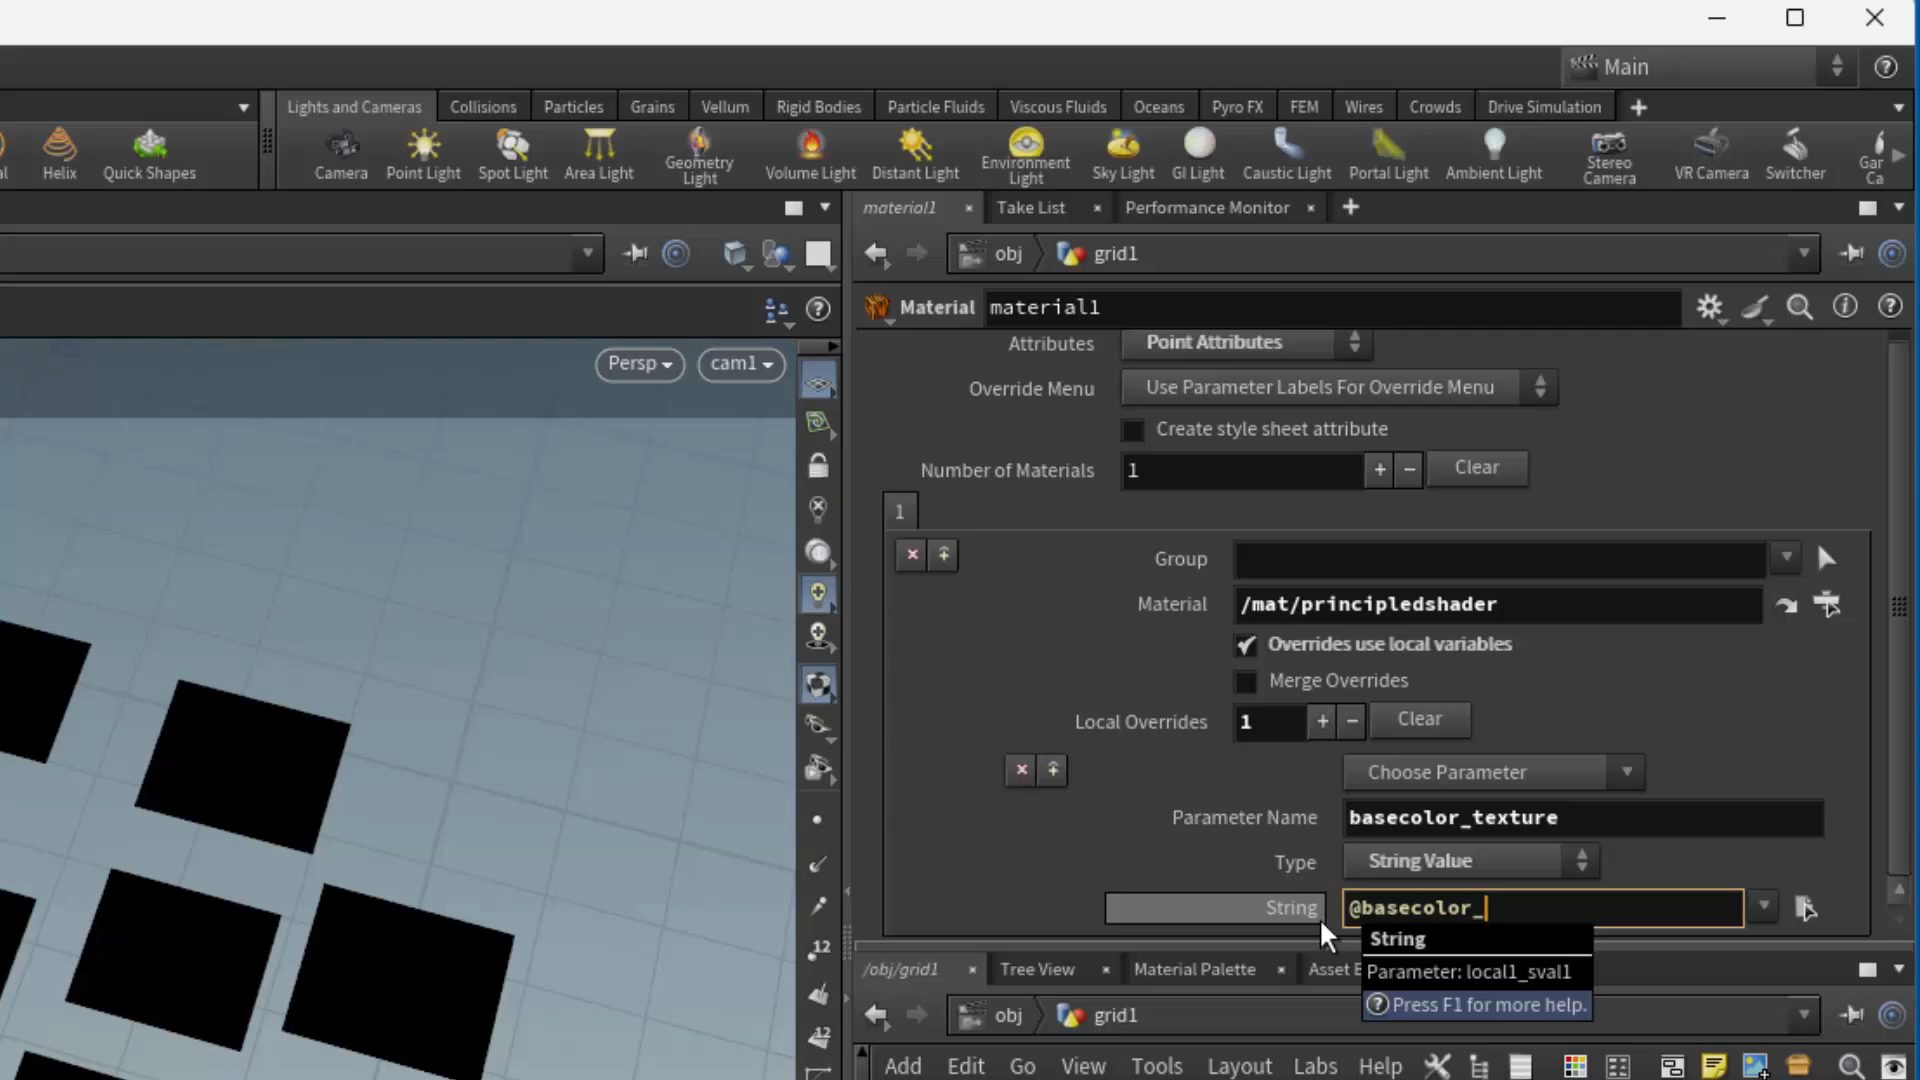 Main
Lights and Cameras Collisions Particles Grains Vellum Rigid Bodies Particle Fluids Viscous Fluids Oceans Pyro FX FEM Wires Crowds Drive Simulation
Helix Quick Shapes Camera Point Light Spot Light Area Light Geometry Light Volume Light Distant Light Environment Light Sky Light GI Light Caustic Light Portal Light Ambient Light Stereo Camera VR Camera Switcher
material1 Take List Performance Monitor
obj grid1
Material material1
Persp cam1
Attributes Point Attributes
Override Menu Use Parameter Labels For Override Menu
Create style sheet attribute
Number of Materials 1 Clear
1
Group
Material /mat/principledshader
Overrides use local variables
Merge Overrides
Local Overrides 1 Clear
Choose Parameter
Parameter Name basecolor_texture
Type String Value
String @basecolor_
String
Parameter: local1_sval1
Press F1 for more help.
12
12
/obj/grid1 Tree View Material Palette
obj grid1
Add Edit Go View Tools Layout Labs Help